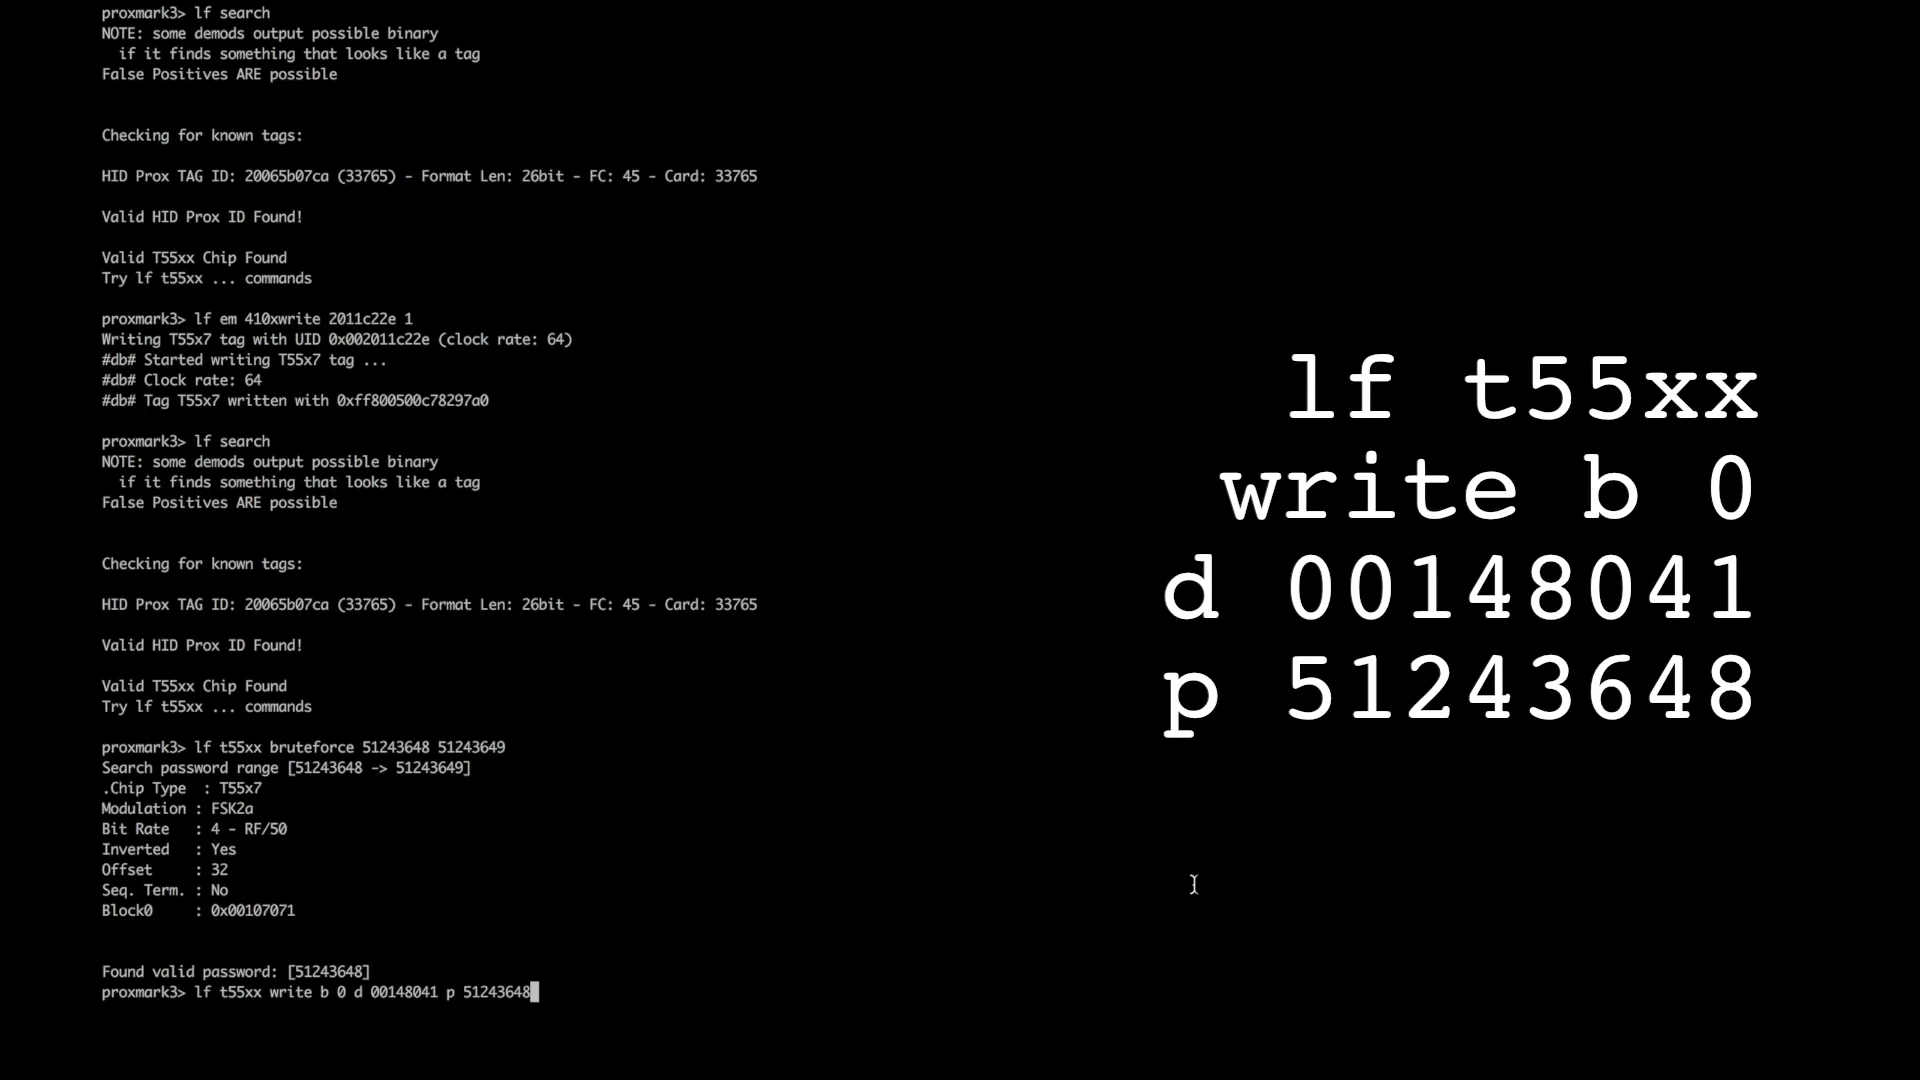 proxmark3> lf search
NOTE: some demods output possible binary
  if it finds something that looks like a tag
False Positives ARE possible
Checking for known tags:
HID Prox TAG ID: 20065b07ca (33765) - Format Len: 26bit - FC: 45 - Card: 33765
Valid HID Prox ID Found!
Valid T55xx Chip Found
Try lf t55xx ... commands
proxmark3> lf em 410xwrite 2011c22e 1
Writing T55x7 tag with UID 0x002011c22e (clock rate: 64)
#db# Started writing T55x7 tag ...
#db# Clock rate: 64
#db# Tag T55x7 written with 0xff800500c78297a0
proxmark3> lf search
NOTE: some demods output possible binary
  if it finds something that looks like a tag
False Positives ARE possible
Checking for known tags:
HID Prox TAG ID: 20065b07ca (33765) - Format Len: 26bit - FC: 45 - Card: 33765
Valid HID Prox ID Found!
Valid T55xx Chip Found
Try lf t55xx ... commands
proxmark3> lf t55xx bruteforce 51243648 51243649
Search password range [51243648 -> 51243649]
.Chip Type  : T55x7
Modulation : FSK2a
Bit Rate   : 4 - RF/50
Inverted   : Yes
Offset     : 32
Seq. Term. : No
Block0     : 0x00107071
Found valid password: [51243648]
proxmark3> lf t55xx write b 0 d 00148041 p 51243648
lf t55xx
write b 0
d 00148041
p 51243648